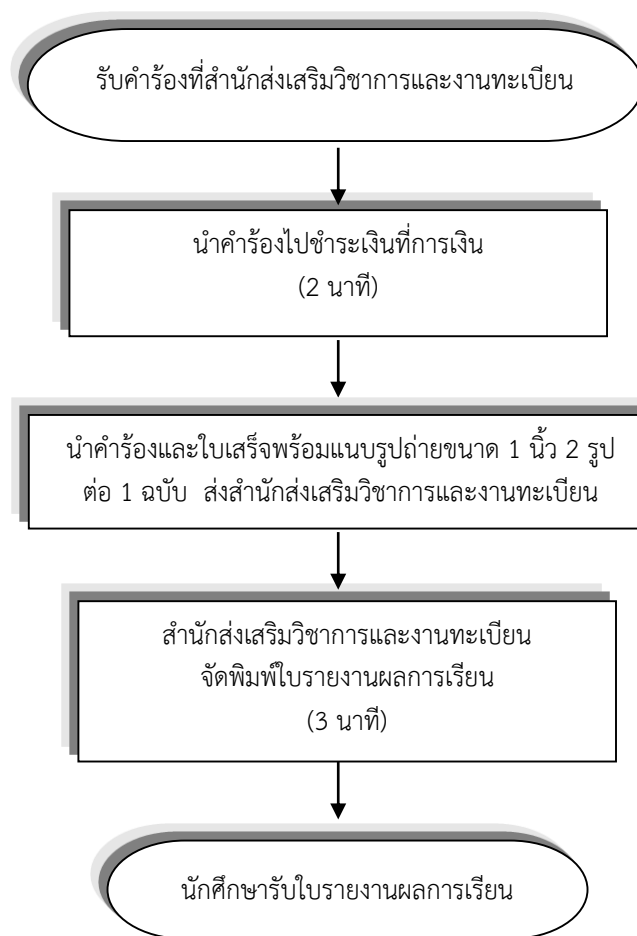 รับคำร้องที่สำนักส่งเสริมวิชาการและงานทะเบียน
นำคำร้องไปชำระเงินที่การเงิน
(2 นาที)
นำคำร้องและใบเสร็จพร้อมแนบรูปถ่ายขนาด 1 นิ้ว 2 รูป
ต่อ 1 ฉบับ ส่งสำนักส่งเสริมวิชาการและงานทะเบียน
สำนักส่งเสริมวิชาการและงานทะเบียน
จัดพิมพ์ใบรายงานผลการเรียน
(3 นาที)
นักศึกษารับใบรายงานผลการเรียน